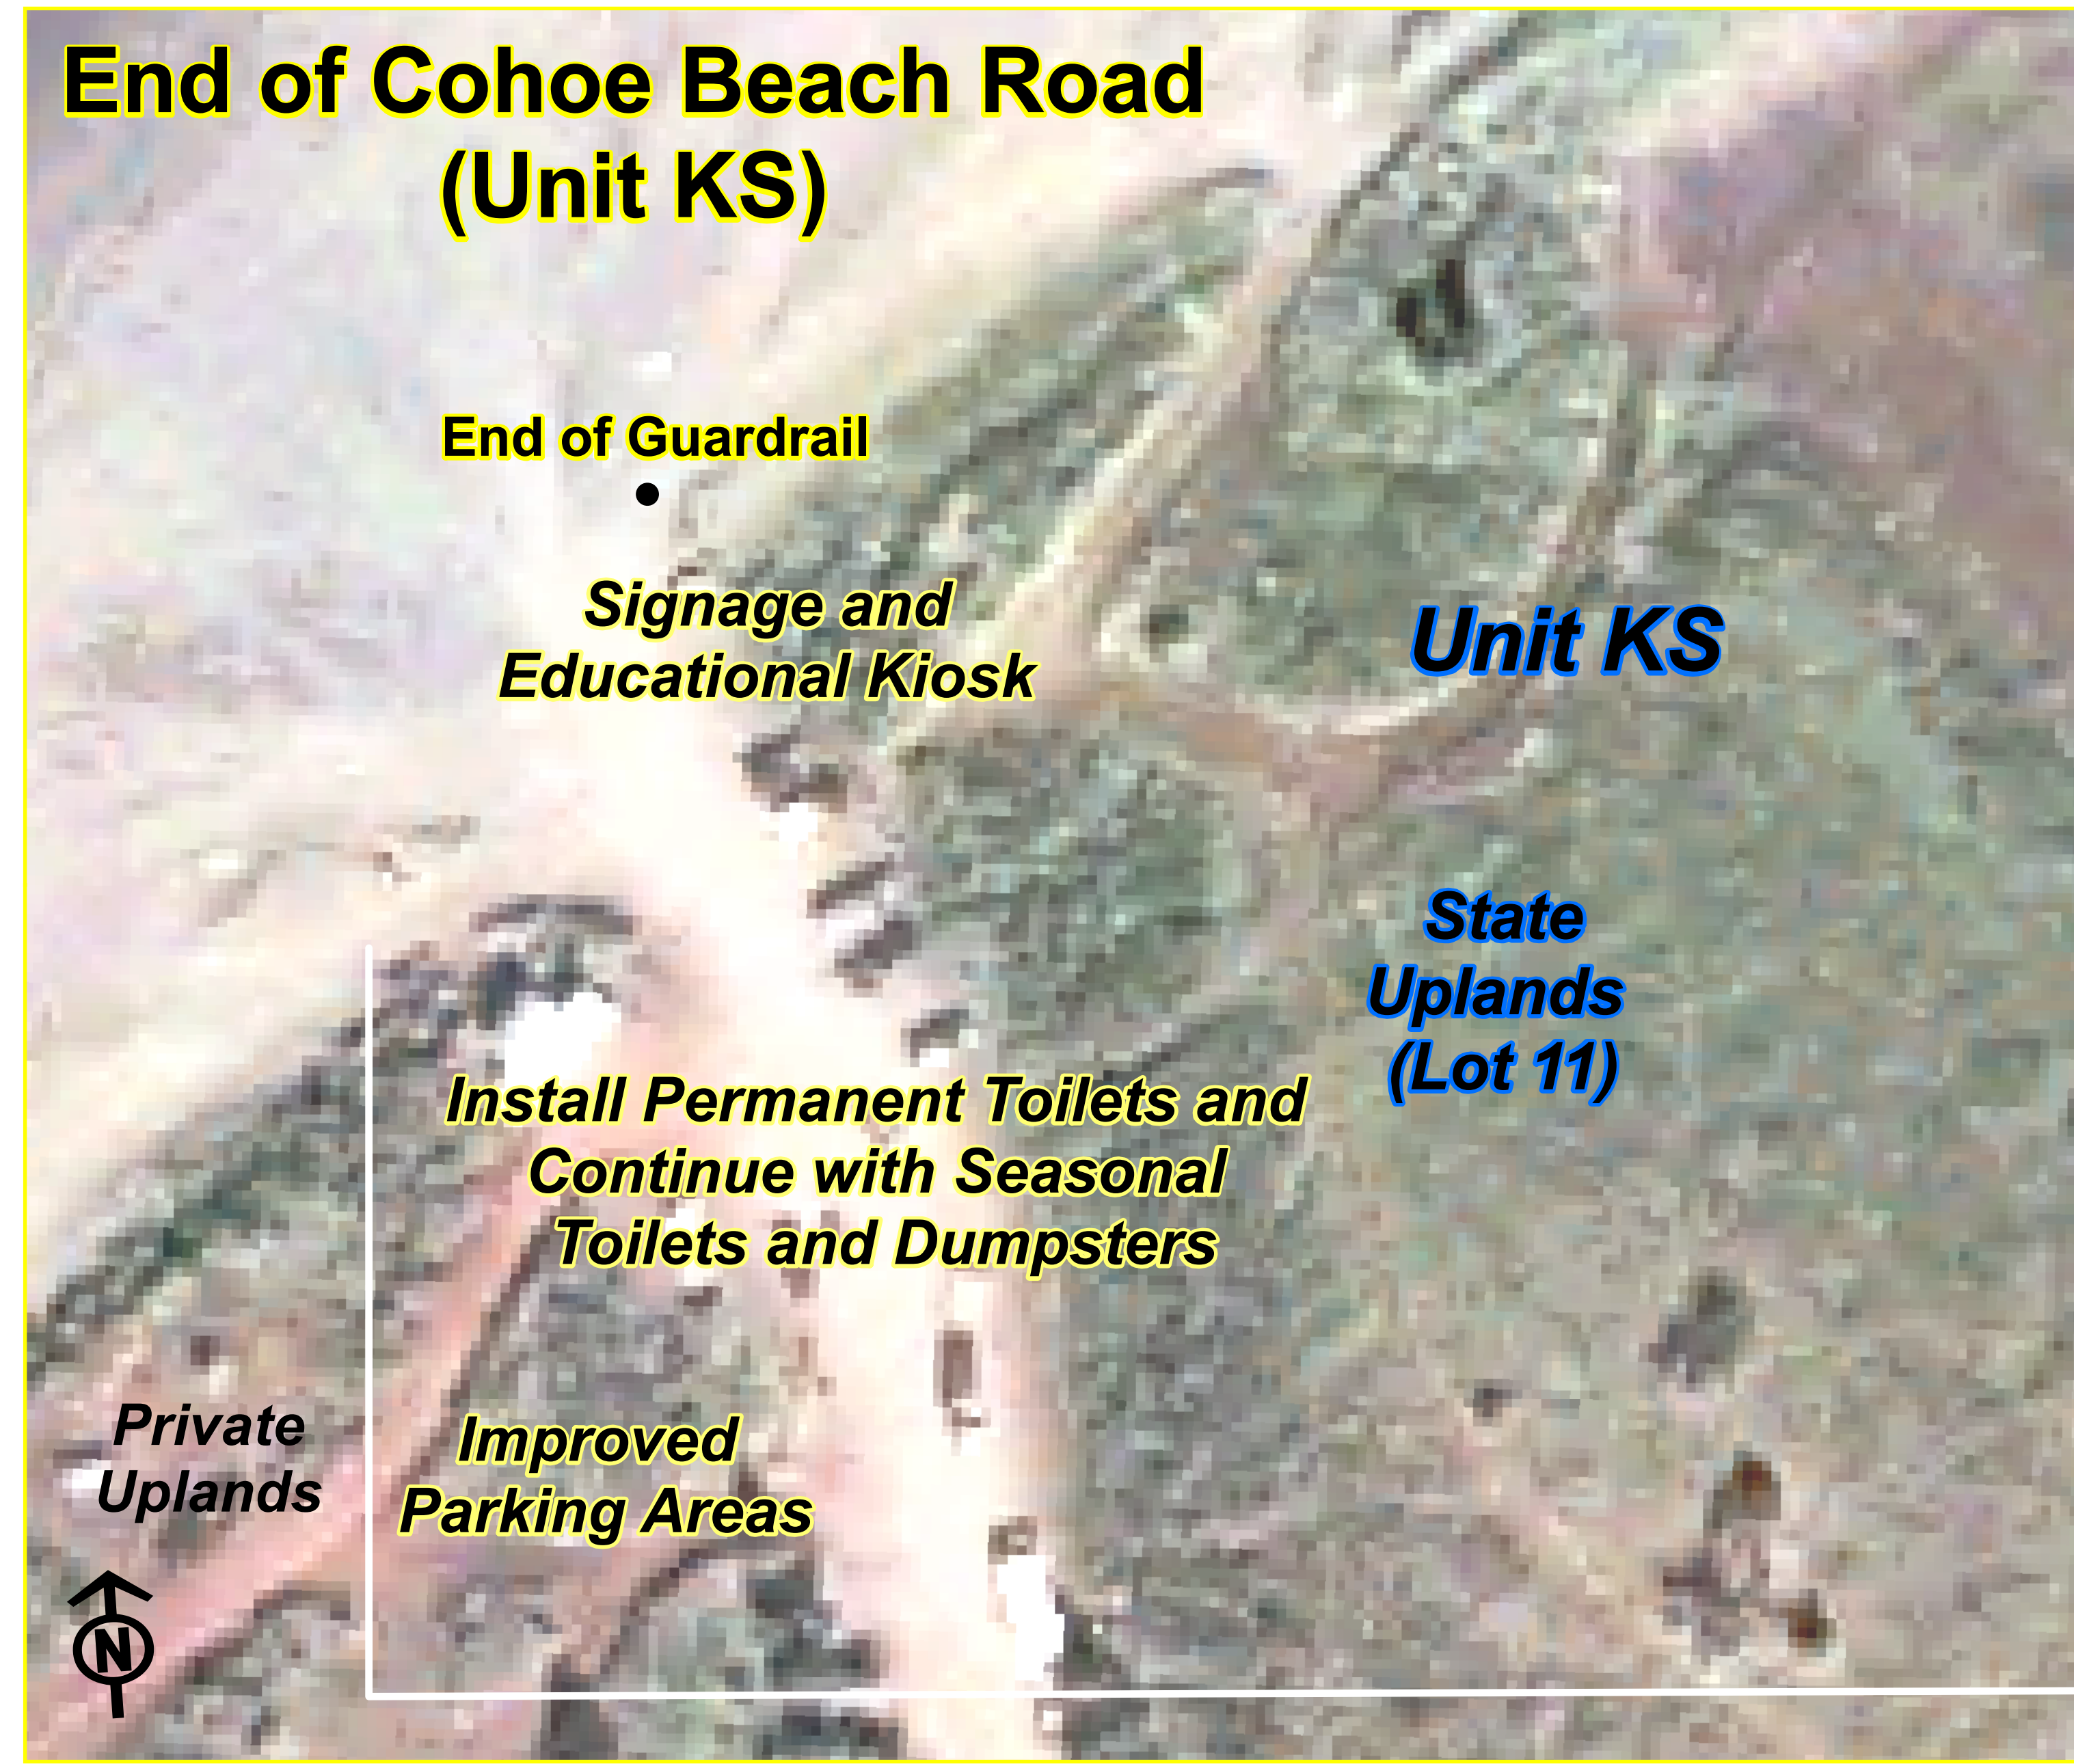 End of Cohoe Beach Road
(Unit KS)
End of Guardrail
Signage and
Educational Kiosk
Unit KS
State
Uplands
(Lot 11)
Install Permanent Toilets and
Continue with Seasonal
Toilets and Dumpsters
Private
Uplands
Improved
Parking Areas
N